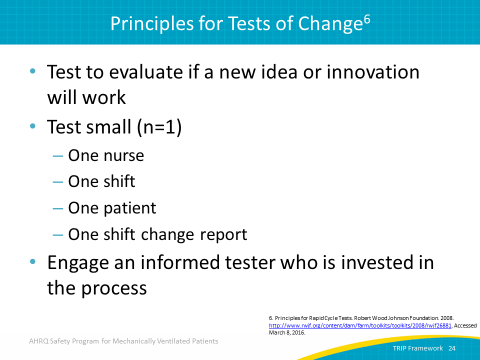 Principles for Tests of Change6
• Test to evaluate if a new idea or innovation
will work
• Test small (n=1)
– One nurse
– One shift
– One patient
– One shift change report
• Engage an informed tester who is invested in
the process
6. Principles for Rapid Cycle Tests. Robert Wood Johnson Foundation. 2008.
http://www.rwjf.org/content/dam/farm/toolkits/toolkits/2008/rwjf26881. Accessed
March 8, 2016.
AHRQ Safety Program for Mechanically Ventilated Patients
TRIP Framework 24